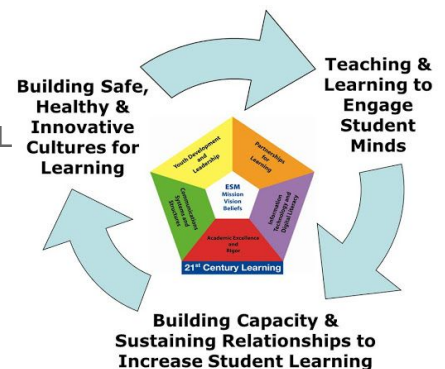 Teaching &
Learning to
Engage
Student
Minds
Building Safe,
Healthy &
Innovative
Cultures for
Learning
L
Youth Development
and
Leadership
Partnerships
for
Learning
ESM
Mission
Vision
Beliefs
Communications
Systems and
Structures
Information
Technology and
Digital Literacy
Academic Excellence
and
Rigor
21st Century Learning
Building Capacity &
Sustaining Relationships to
Increase Student Learning